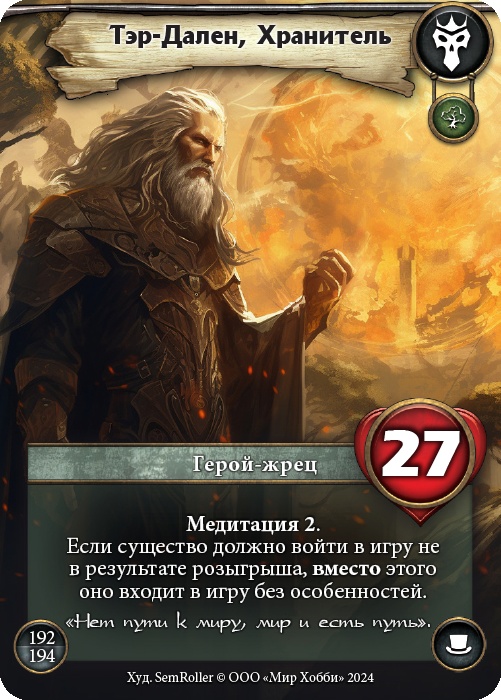 Тэр-Дален, Хранитель
27
Герой-жрец
Медитация 2.
Если существо должно войти в игру не
в результате розыгрыша, вместо этого
оно входит в игру без особенностей.
«Нет пути к миру, мир и есть путь».
192
194
Худ. SemRoller © ООО «Мир Хобби» 2024